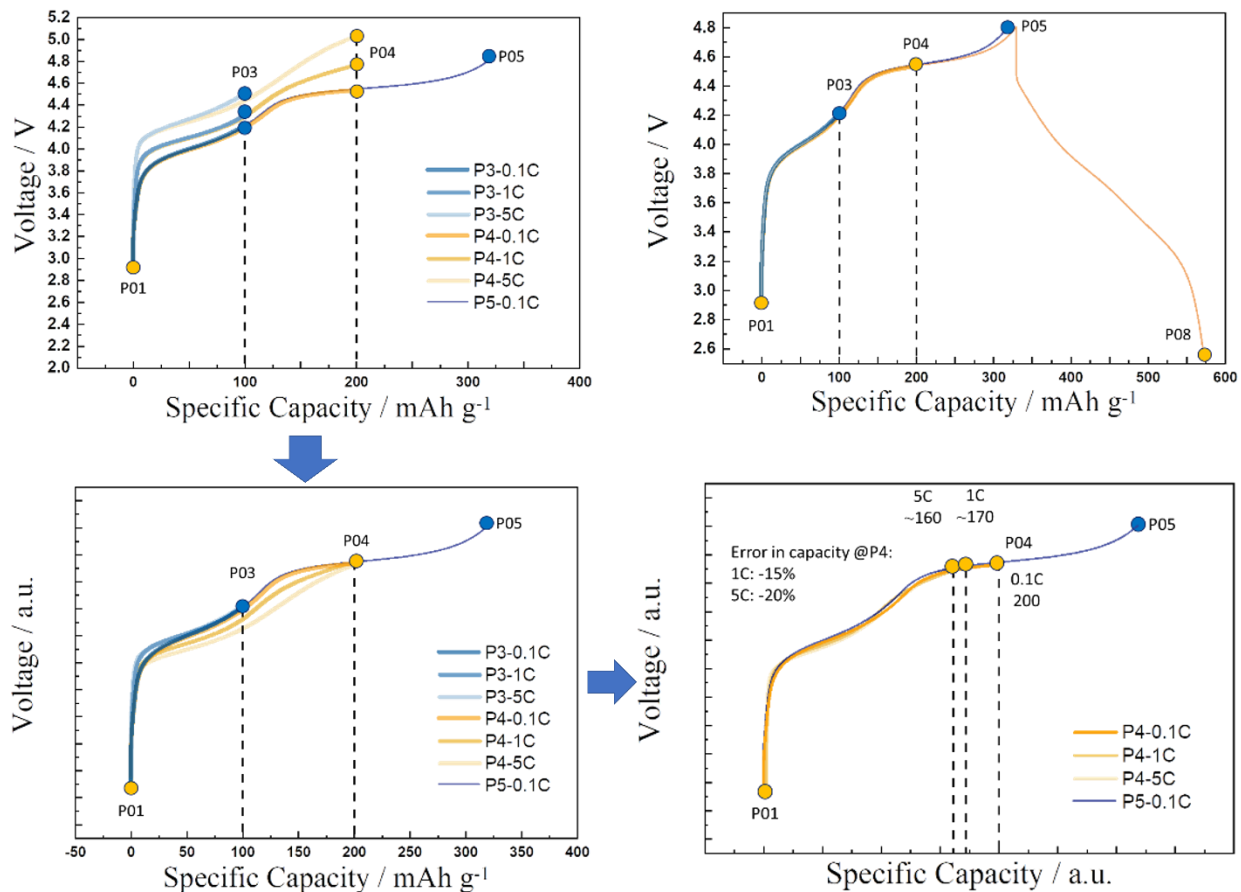 5.2
5.0
4.8
4.6
4.4
4.2
4.0
3.8
3.6
3.4
3.2
3.0
2.8
2.6
2.4
2.2
2.0
Voltage / V
P01
P03
P04
P05
P3-0.1C
P3-1C
P3-5C
P4-0.1C
P4-1C
P4-5C
P5-0.1C
0 100 200 300 400
Specific Capacity / mAh g-1
4.8
4.6
4.4
4.2
4.0
3.8
3.6
3.4
3.2
3.0
2.8
2.6
Voltage / V
P01
P03
P04
P05
P08
0 100 200 300 400 500 600
Specific Capacity / mAh g-1
Voltage / a.u.
P01
P03
P04
P05
P3-0.1C
P3-1C
P3-5C
P4-0.1C
P4-1C
P4-5C
P5-0.1C
-50 0 50 100 150 200 250 300 350 400
Specific Capacity / mAh g-1
Voltage / a.u.
5C
~160
1C
~170
Error in capacity @P4:
1C: -15%
5C: -20%
P04
P05
0.1C
200
P01
P4-0.1C
P4-1C
P4-5C
P5-0.1C
Specific Capacity / a.u.